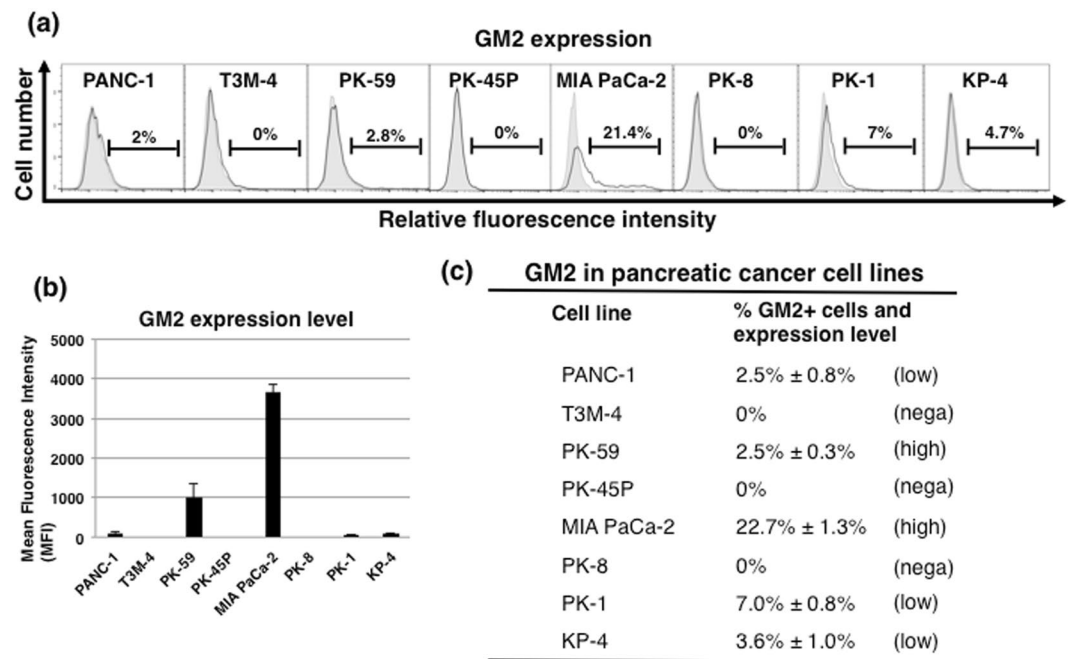 (a)
GM2 expression
PANC-1 T3M-4 PK-59 PK-45P MIA PaCa-2 PK-8 PK-1 KP-4
2% 0% 2.8% 0% 21.4% 0% 7% 4.7%
Cell number
Relative fluorescence intensity
(b)
GM2 expression level
Mean Fluorescence Intensity
(MFI)
5000
4000
3000
2000
1000
0
PANC-1 T3M-4 PK-59 PK-45P MIA PaCa-2 PK-8 PK-1 KP-4
(c)
GM2 in pancreatic cancer cell lines
Cell line % GM2+ cells and
expression level
PANC-1 2.5% ± 0.8% (low)
T3M-4 0% (nega)
PK-59 2.5% ± 0.3% (high)
PK-45P 0% (nega)
MIA PaCa-2 22.7% ± 1.3% (high)
PK-8 0% (nega)
PK-1 7.0% ± 0.8% (low)
KP-4 3.6% ± 1.0% (low)